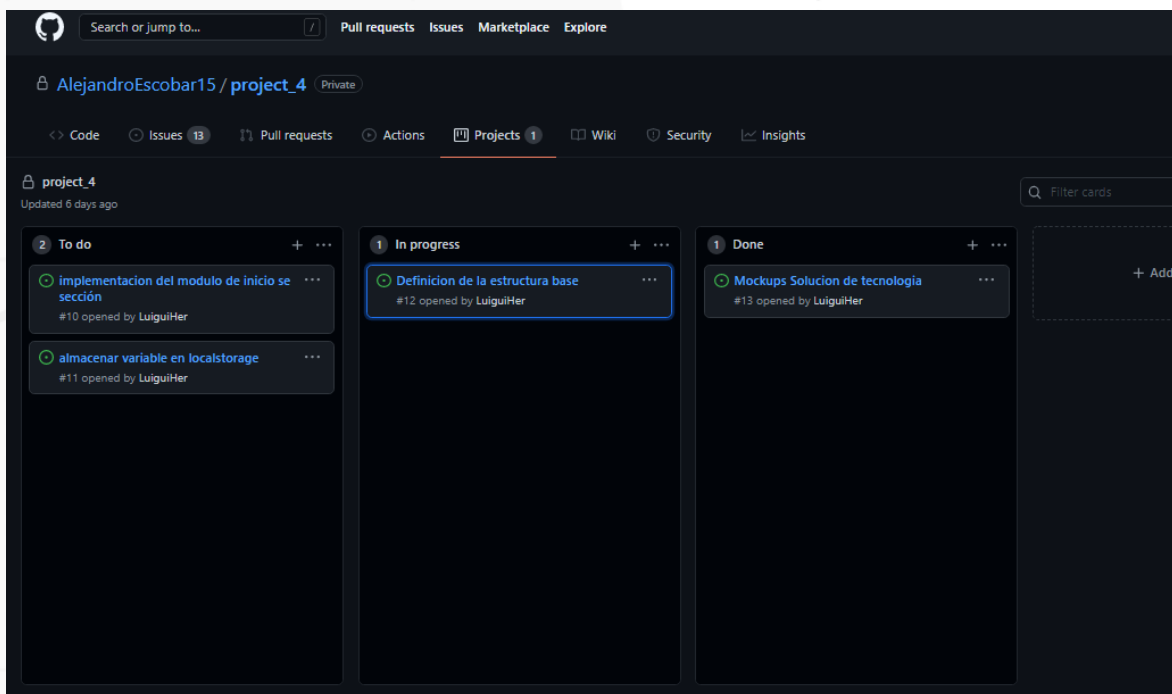 Search or jump to... /
Pull requests Issues Marketplace Explore
AlejandroEscobar15 / project_4 Private
<> Code Issues 13 Pull requests Actions Projects 1 Wiki Security Insights
project_4
Updated 6 days ago
Filter cards
2 To do + ...
implementacion del modulo de inicio se ...
sección
#10 opened by LuiguiHer
almacenar variable en localstorage ...
#11 opened by LuiguiHer
1 In progress + ...
Definicion de la estructura base ...
#12 opened by LuiguiHer
1 Done + ...
Mockups Solucion de tecnologia ...
#13 opened by LuiguiHer
+ Add